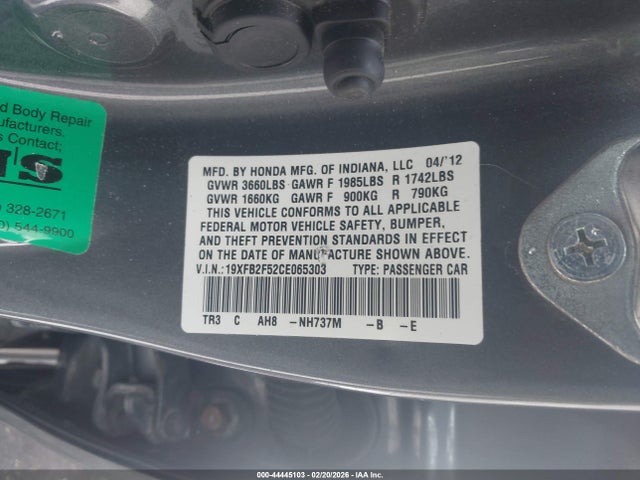 d Body Repair
ufacturers.
s Contact;
S
328-2671
) 544-9900
MFD. BY HONDA MFG. OF INDIANA, LLC 04/'12
GVWR 3660LBS GAWR F 1985LBS R 1742LBS
GVWR 1660KG GAWR F 900KG R 790KG
THIS VEHICLE CONFORMS TO ALL APPLICABLE
FEDERAL MOTOR VEHICLE SAFETY, BUMPER,
AND THEFT PREVENTION STANDARDS IN EFFECT
ON THE DATE OF MANUFACTURE SHOWN ABOVE.
V.I.N.:19XFB2F52CE065303 TYPE: PASSENGER CAR
TR3 C AH8 -NH737M -B -E
000-44445103 - 02/20/2026 - IAA Inc.